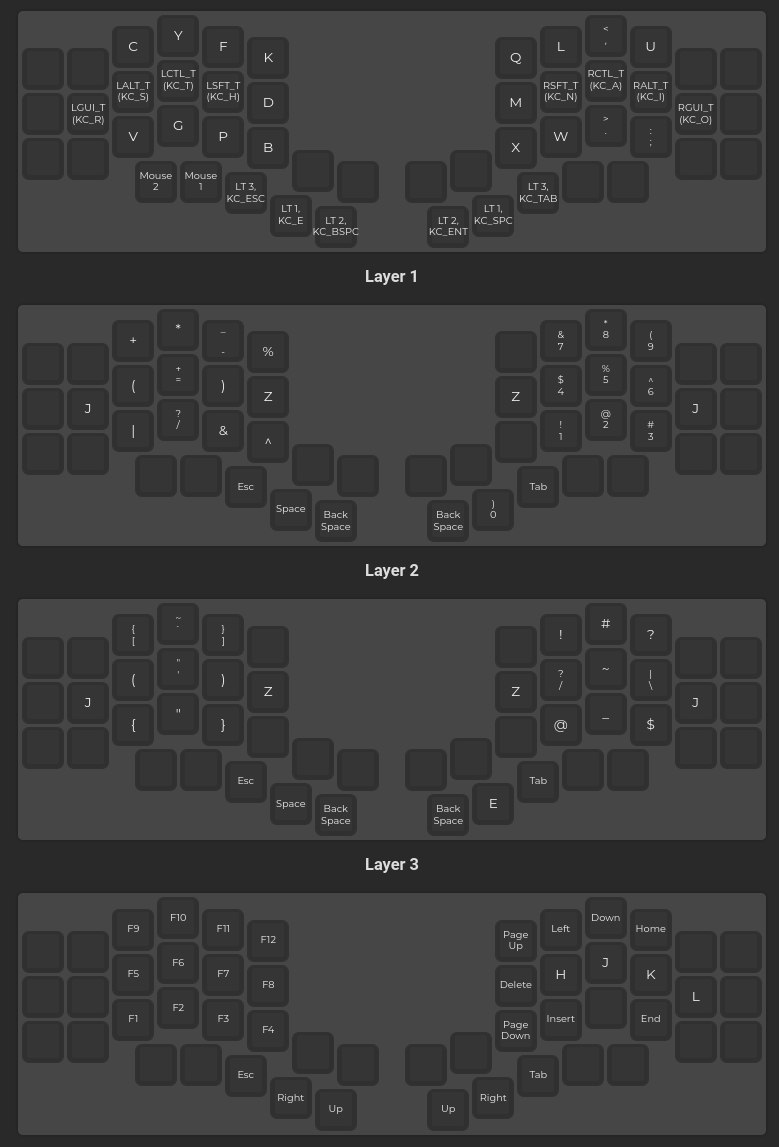 C Y F K Q L < , U
LALT_T (KC_S) LCTL_T (KC_T) LSFT_T (KC_H) D M RSFT_T (KC_N) RCTL_T (KC_A) RALT_T (KC_I)
LGUI_T (KC_R) RGUI_T (KC_O)
V G P B X W > . : ;
Mouse 2 Mouse 1 LT 3, KC_ESC LT 3, KC_TAB
LT 1, KC_E LT 2, KC_BSPC LT 2, KC_ENT LT 1, KC_SPC
Layer 1
+ * _ - % & 7 * 8 ( 9
J ( + = ) Z Z $ 4 % 5 ^ 6 J
| ? / & ^ ! 1 @ 2 # 3
Esc Tab
Space Back Space Back Space ) 0
Layer 2
{ [ ~ ` } ] ! # ?
J ( " ' ) Z Z ? / ~ | \ J
{ " } @ _ $
Esc Tab
Space Back Space Back Space E
Layer 3
F9 F10 F11 F12 Page Up Left Down Home
F5 F6 F7 F8 Delete H J K L
F1 F2 F3 F4 Page Down Insert End
Esc Tab
Right Up Up Right